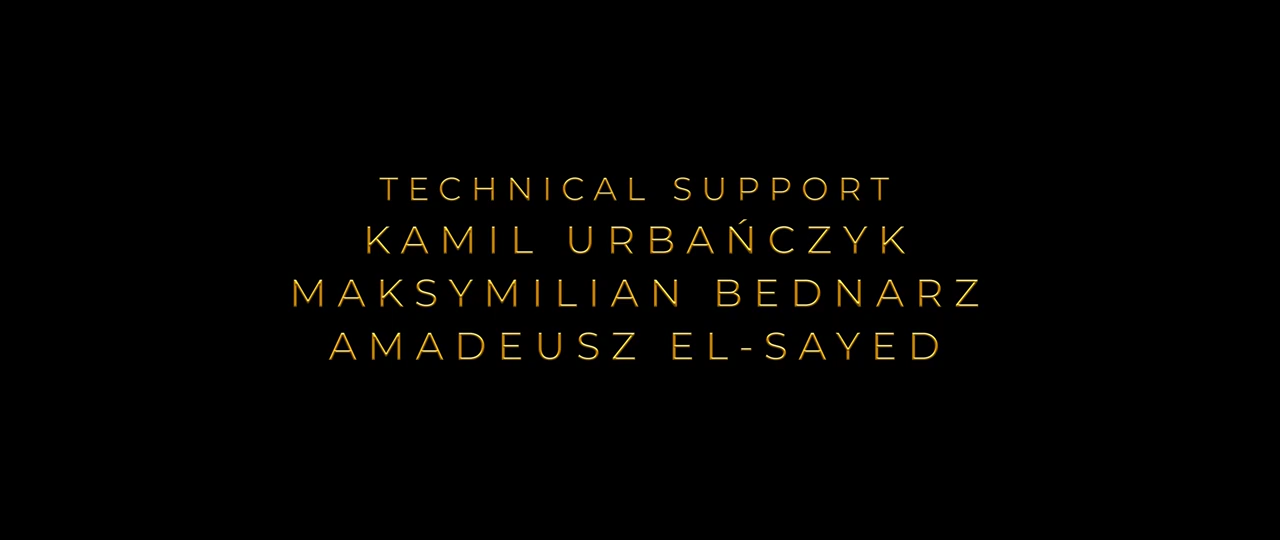 TECHNICAL SUPPORT
KAMIL URBAŃCZYK
MAKSYMILIAN BEDNARZ
AMADEUSZ EL-SAYED